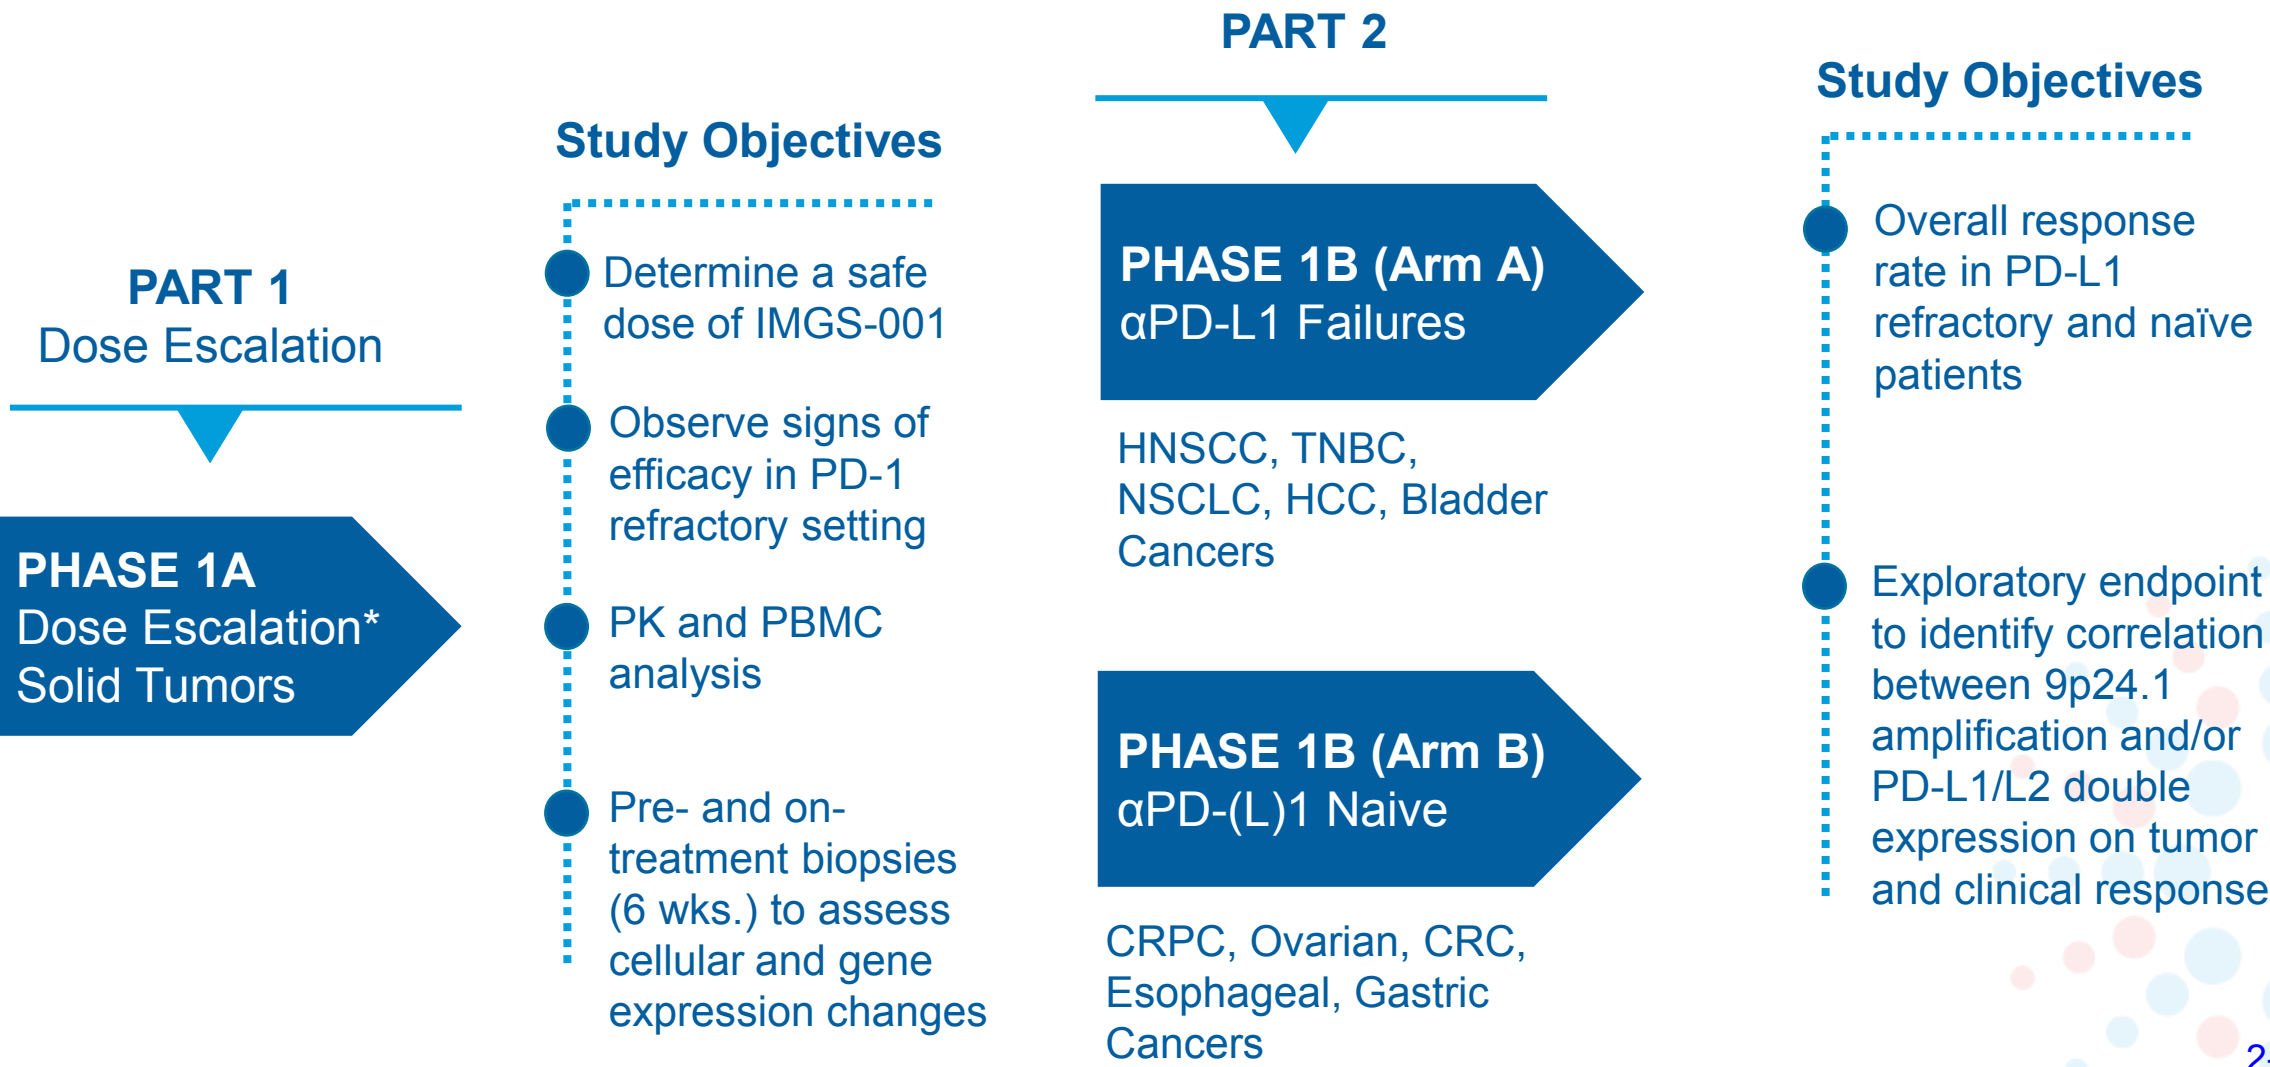 PART 1
Dose Escalation
PHASE 1A
Dose Escalation*
Solid Tumors
Study Objectives
Determine a safe
dose of IMGS-001
Observe signs of
efficacy in PD-1
refractory setting
PK and PBMC
analysis
Pre- and on-
treatment biopsies
(6 wks.) to assess
cellular and gene
expression changes
PART 2
PHASE 1B (Arm A)
αPD-L1 Failures
HNSCC, TNBC,
NSCLC, HCC, Bladder
Cancers
PHASE 1B (Arm B)
αPD-(L)1 Naive
CRPC, Ovarian, CRC,
Esophageal, Gastric
Cancers
Study Objectives
Overall response
rate in PD-L1
refractory and naïve
patients
Exploratory endpoint
to identify correlation
between 9p24.1
amplification and/or
PD-L1/L2 double
expression on tumor
and clinical response